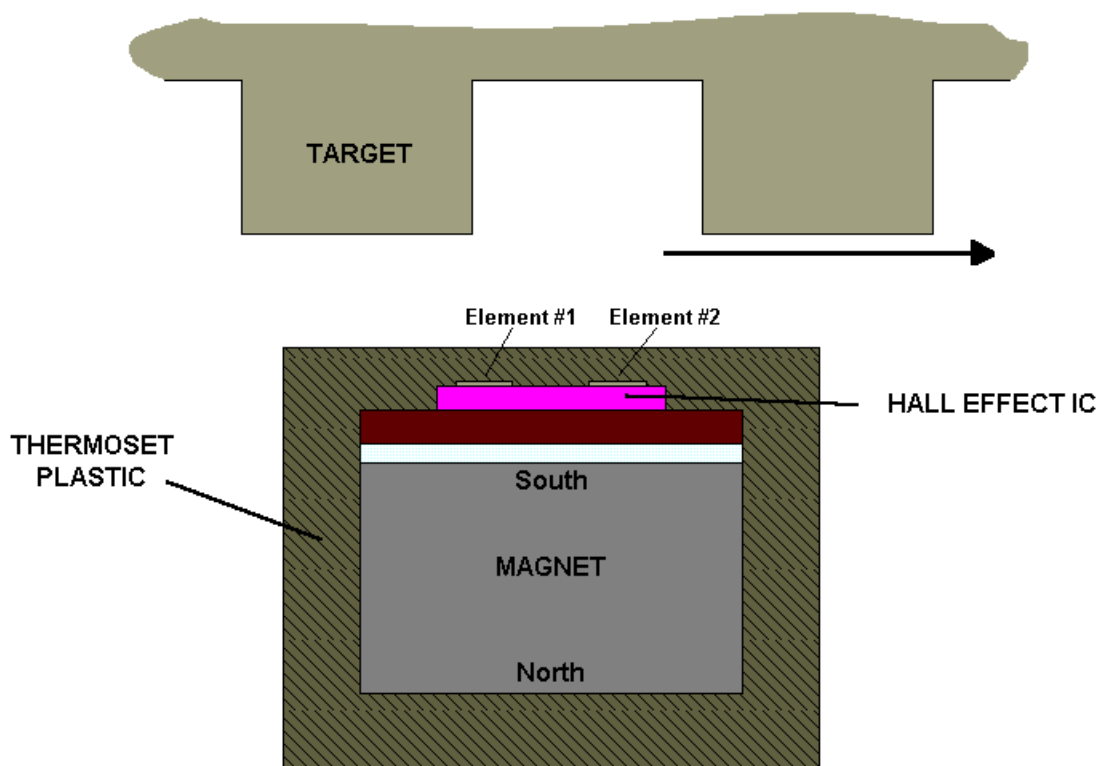 TARGET
Element #1
Element #2
HALL EFFECT IC
THERMOSET
PLASTIC
South
MAGNET
North